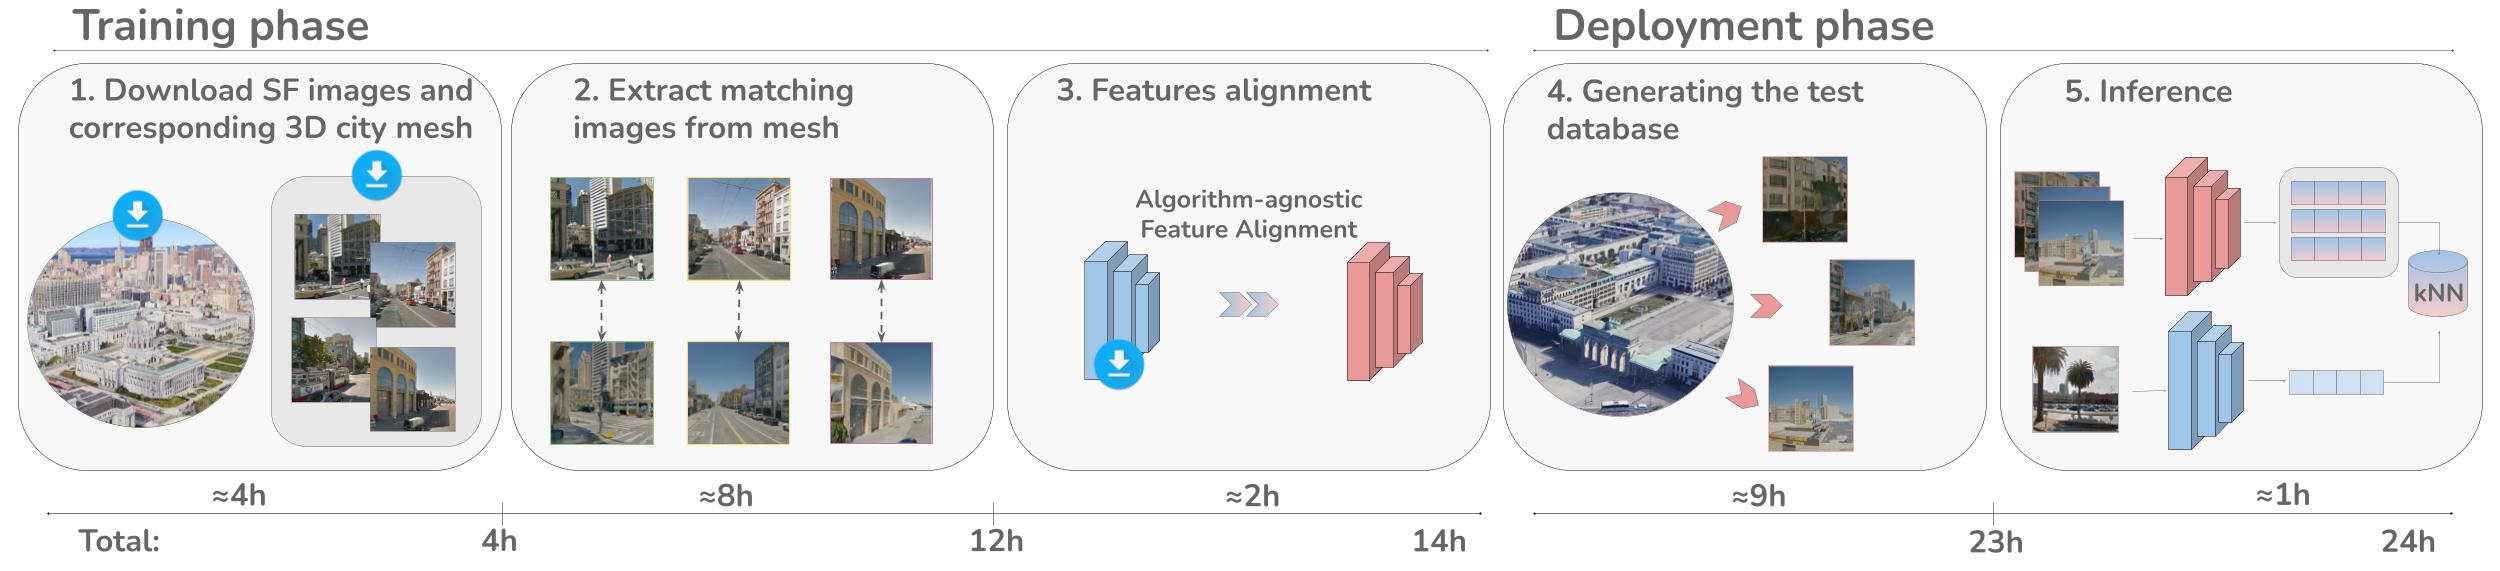 Training phase
Deployment phase
1. Download SF images and
corresponding 3D city mesh
2. Extract matching
images from mesh
3. Features alignment
Algorithm-agnostic
Feature Alignment
4. Generating the test
database
5. Inference
kNN
≈4h
≈8h
≈2h
≈9h
≈1h
Total:
4h
12h
14h
23h
24h